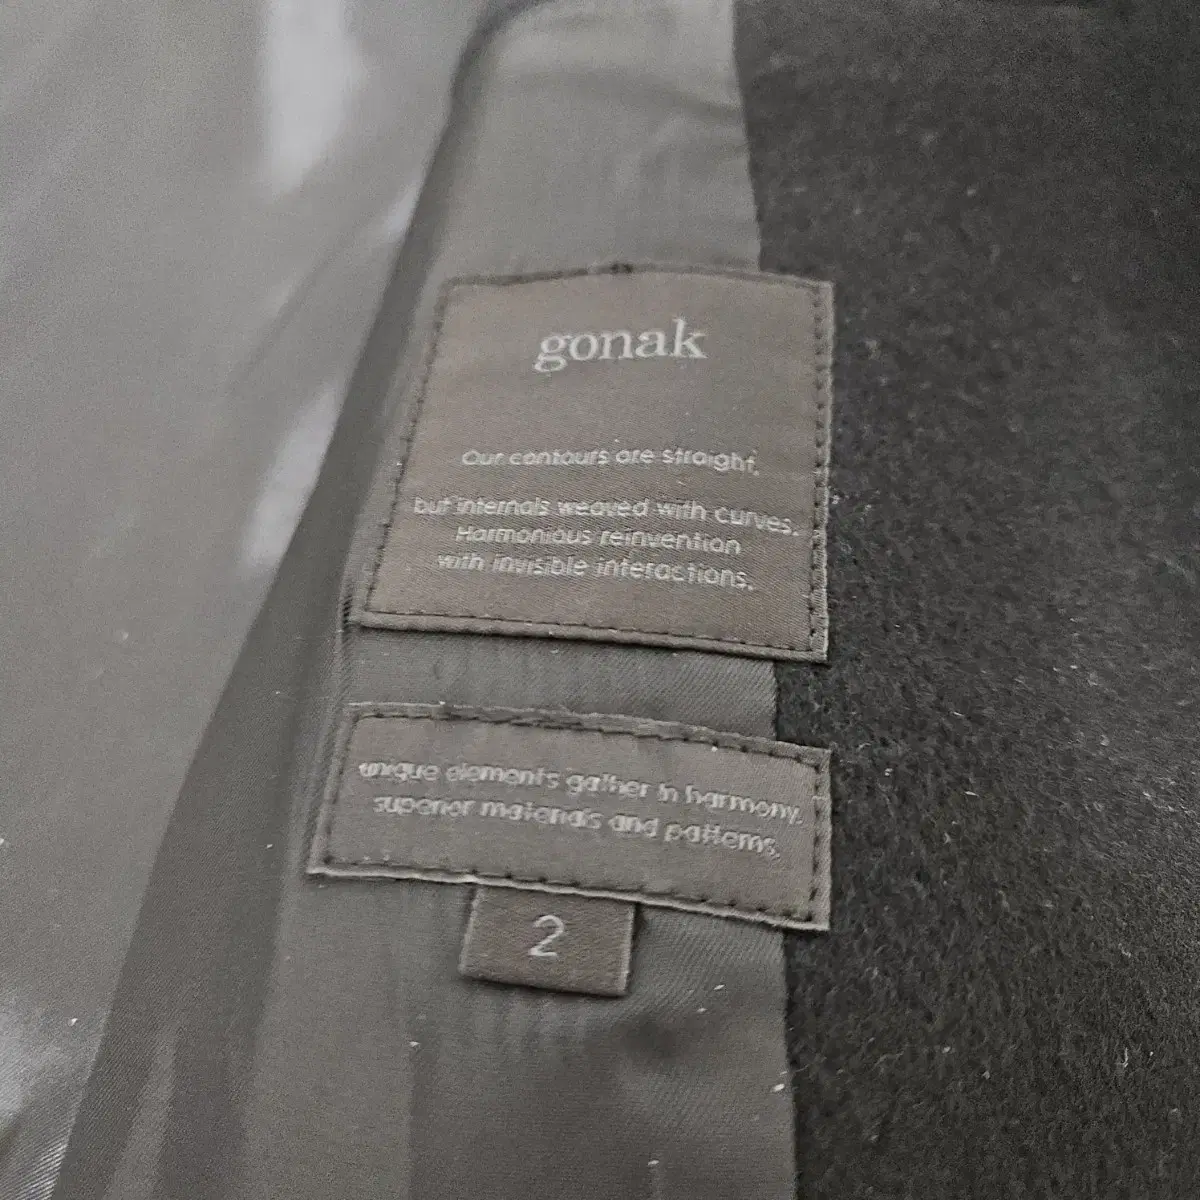 gonak
Our contours are straight,
but internals weaved with curves.
Harmonious reinvention
with invisible interactions.
unique elements gather in harmony.
superior materials and patterns.
2